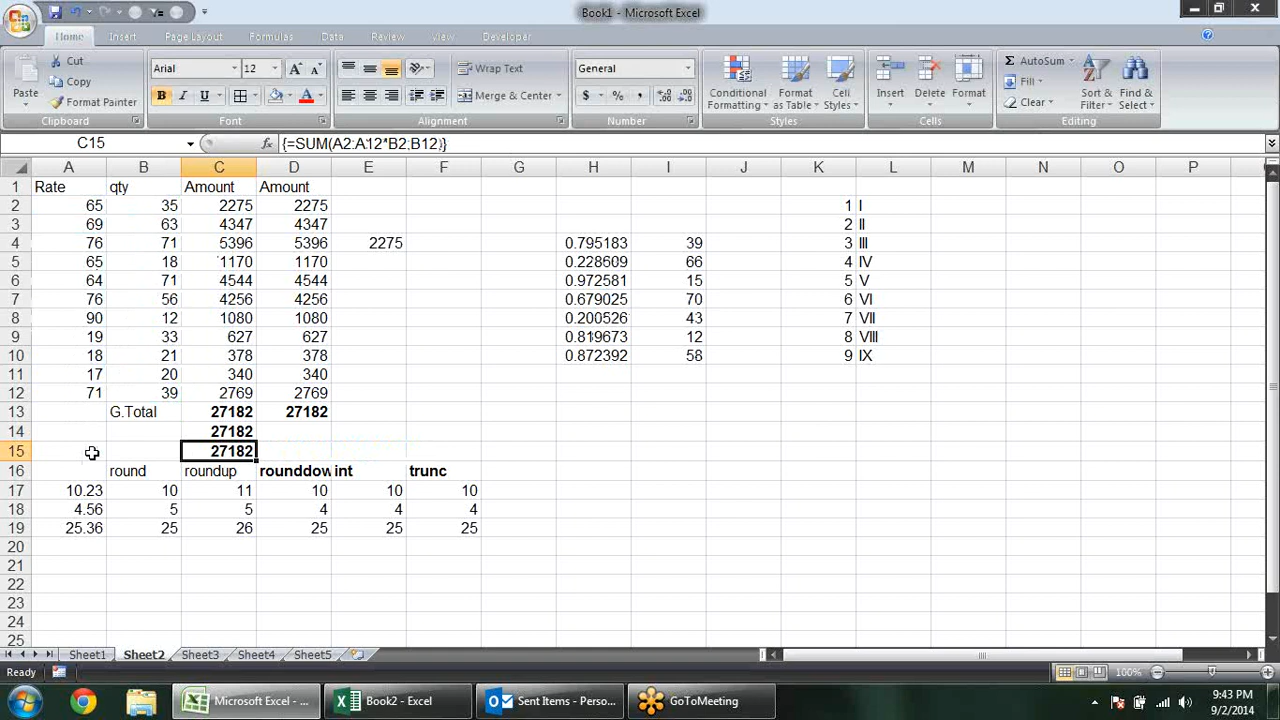 Book1 - Microsoft Excel
Home Insert Page Layout Formulas Data Review View Developer
Paste Cut Copy Format Painter Clipboard
Arial 12 B I U Font
Wrap Text Merge & Center Alignment
General $ % , Number
Conditional Formatting Format as Table Cell Styles Styles
Insert Delete Format Cells
AutoSum Fill Clear Sort & Filter Find & Select Editing
C15 fx {=SUM(A2:A12*B2:B12)}
A B C D E F G H I J K L M N O P
1 Rate qty Amount Amount
2 65 35 2275 2275 1 I
3 69 63 4347 4347 2 II
4 76 71 5396 5396 2275 0.795183 39 3 III
5 65 18 1170 1170 0.228609 66 4 IV
6 64 71 4544 4544 0.972581 15 5 V
7 76 56 4256 4256 0.679025 70 6 VI
8 90 12 1080 1080 0.200526 43 7 VII
9 19 33 627 627 0.819673 12 8 VIII
10 18 21 378 378 0.872392 58 9 IX
11 17 20 340 340
12 71 39 2769 2769
13 G.Total 27182 27182
14 27182
15 27182
16 round roundup rounddow int trunc
17 10.23 10 11 10 10 10
18 4.56 5 5 4 4 4
19 25.36 25 26 25 25 25
20
21
22
23
24
25
Sheet1 Sheet2 Sheet3 Sheet4 Sheet5
Ready 100%
Microsoft Excel - ... Book2 - Excel Sent Items - Perso... GoToMeeting 9:43 PM
9/2/2014